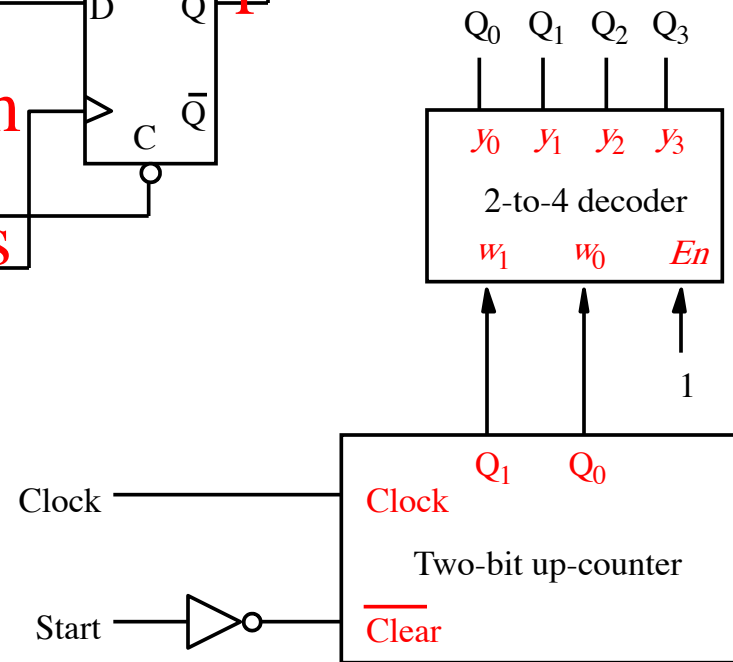 D Q
Q̅
C
Q₀ Q₁ Q₂ Q₃
y₀ y₁ y₂ y₃
2-to-4 decoder
w₁ w₀ En
1
Q₁ Q₀
Clock Clock
Two-bit up-counter
Start C̅l̅e̅a̅r̅